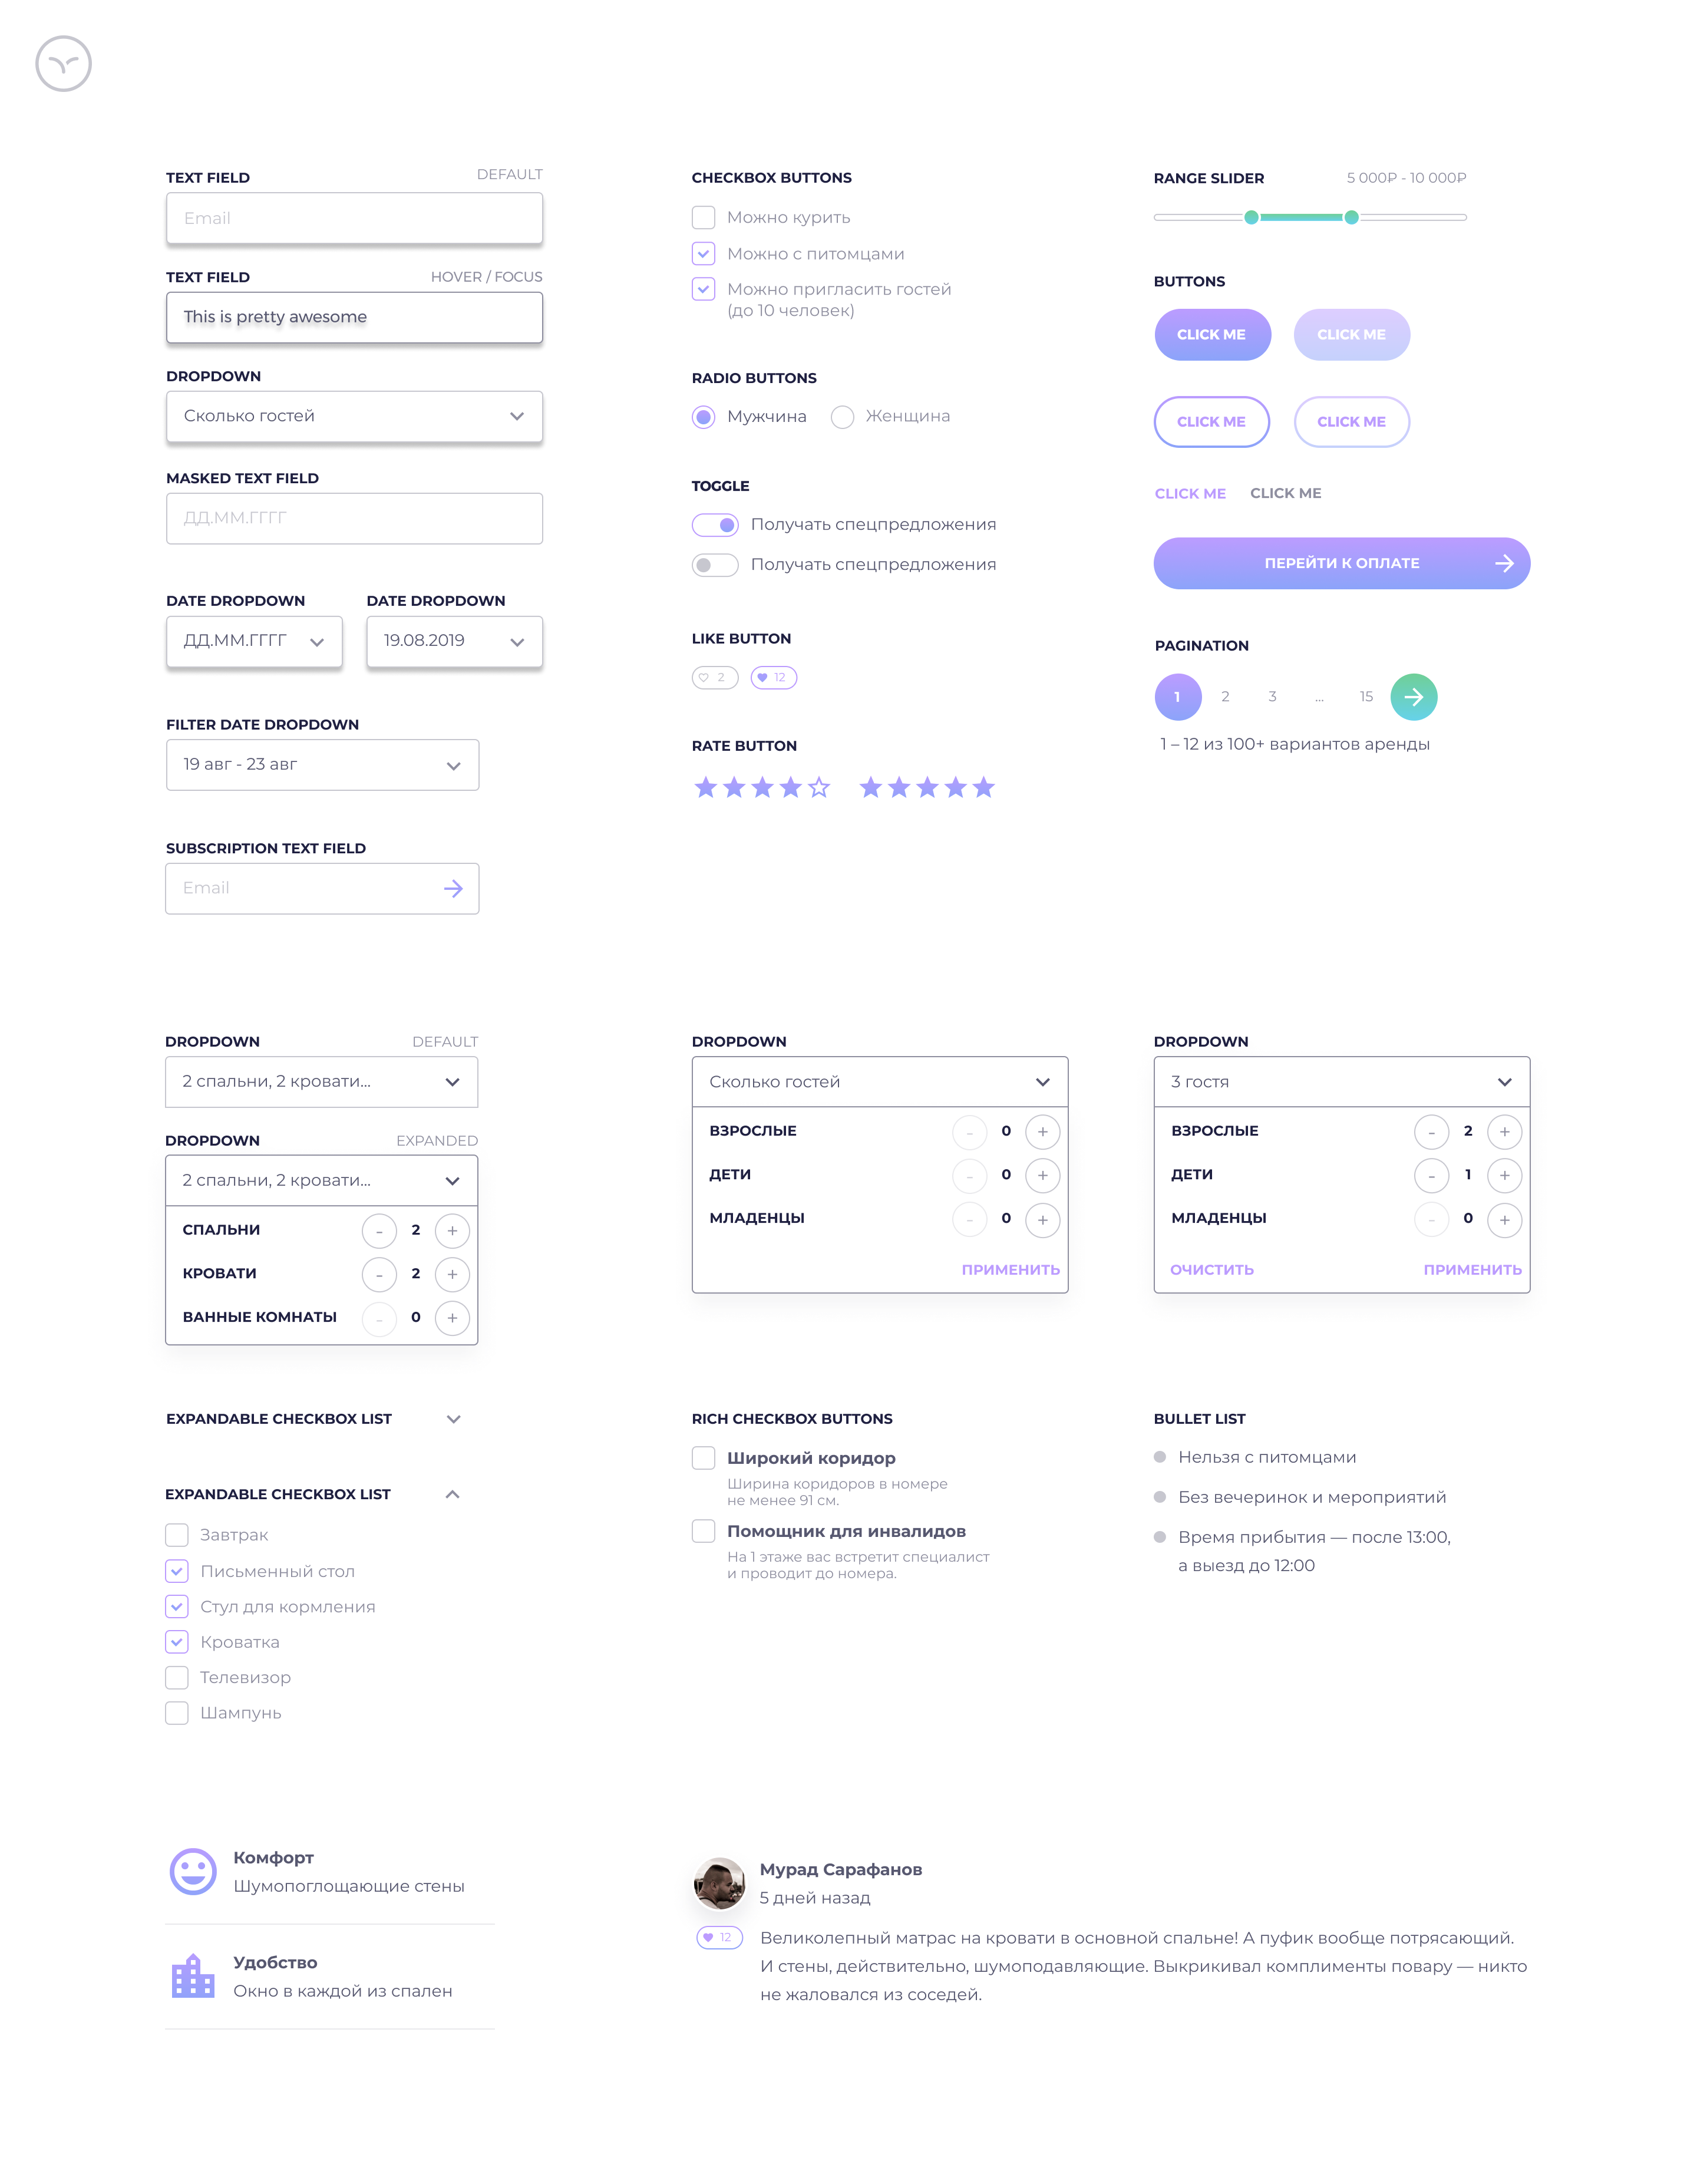 TEXT FIELD DEFAULT
Email
TEXT FIELD HOVER / FOCUS
This is pretty awesome
DROPDOWN
Сколько гостей
MASKED TEXT FIELD
ДД.ММ.ГГГГ
DATE DROPDOWN DATE DROPDOWN
ДД.ММ.ГГГГ 19.08.2019
FILTER DATE DROPDOWN
19 авг - 23 авг
SUBSCRIPTION TEXT FIELD
Email
CHECKBOX BUTTONS
Можно курить
Можно с питомцами
Можно пригласить гостей
(до 10 человек)
RADIO BUTTONS
Мужчина Женщина
TOGGLE
Получать спецпредложения
Получать спецпредложения
LIKE BUTTON
2 12
RATE BUTTON
RANGE SLIDER 5 000₽ - 10 000₽
BUTTONS
CLICK ME CLICK ME
CLICK ME CLICK ME
CLICK ME CLICK ME
ПЕРЕЙТИ К ОПЛАТЕ
PAGINATION
1 2 3 ... 15
1 – 12 из 100+ вариантов аренды
DROPDOWN DEFAULT
2 спальни, 2 кровати...
DROPDOWN EXPANDED
2 спальни, 2 кровати...
СПАЛЬНИ - 2 +
КРОВАТИ - 2 +
ВАННЫЕ КОМНАТЫ - 0 +
DROPDOWN
Сколько гостей
ВЗРОСЛЫЕ - 0 +
ДЕТИ - 0 +
МЛАДЕНЦЫ - 0 +
ПРИМЕНИТЬ
DROPDOWN
3 гостя
ВЗРОСЛЫЕ - 2 +
ДЕТИ - 1 +
МЛАДЕНЦЫ - 0 +
ОЧИСТИТЬ ПРИМЕНИТЬ
EXPANDABLE CHECKBOX LIST
EXPANDABLE CHECKBOX LIST
Завтрак
Письменный стол
Стул для кормления
Кроватка
Телевизор
Шампунь
RICH CHECKBOX BUTTONS
Широкий коридор
Ширина коридоров в номере
не менее 91 см.
Помощник для инвалидов
На 1 этаже вас встретит специалист
и проводит до номера.
BULLET LIST
Нельзя с питомцами
Без вечеринок и мероприятий
Время прибытия — после 13:00,
а выезд до 12:00
Комфорт
Шумопоглощающие стены
Удобство
Окно в каждой из спален
Мурад Сарафанов
5 дней назад
12
Великолепный матрас на кровати в основной спальне! А пуфик вообще потрясающий.
И стены, действительно, шумоподавляющие. Выкрикивал комплименты повару — никто
не жаловался из соседей.